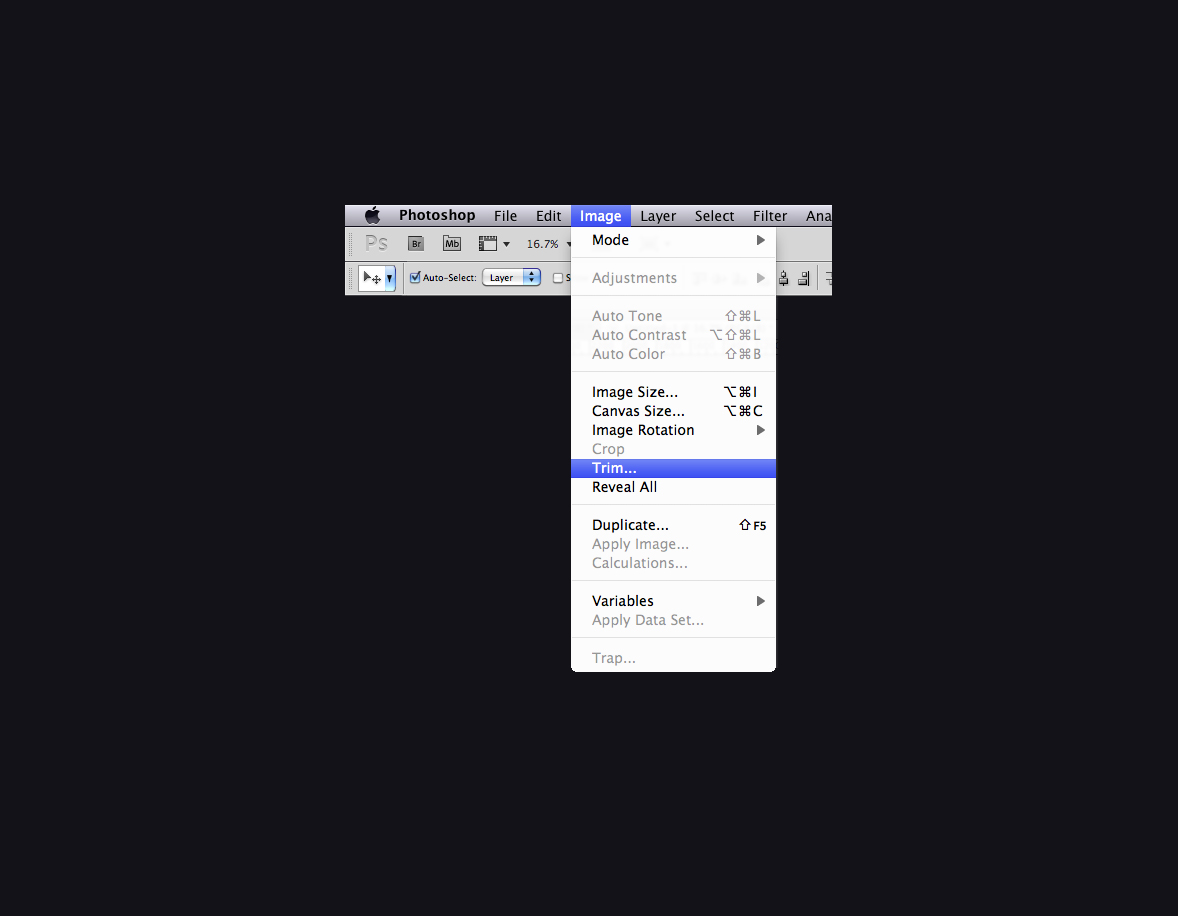 Photoshop File Edit Image Layer Select Filter Ana
Ps Br Mb 16.7%
Auto-Select: Layer S
Mode
Adjustments
Auto Tone ⇧⌘L
Auto Contrast ⌥⇧⌘L
Auto Color ⇧⌘B
Image Size... ⌥⌘I
Canvas Size... ⌥⌘C
Image Rotation
Crop
Trim...
Reveal All
Duplicate... ⇧F5
Apply Image...
Calculations...
Variables
Apply Data Set...
Trap...